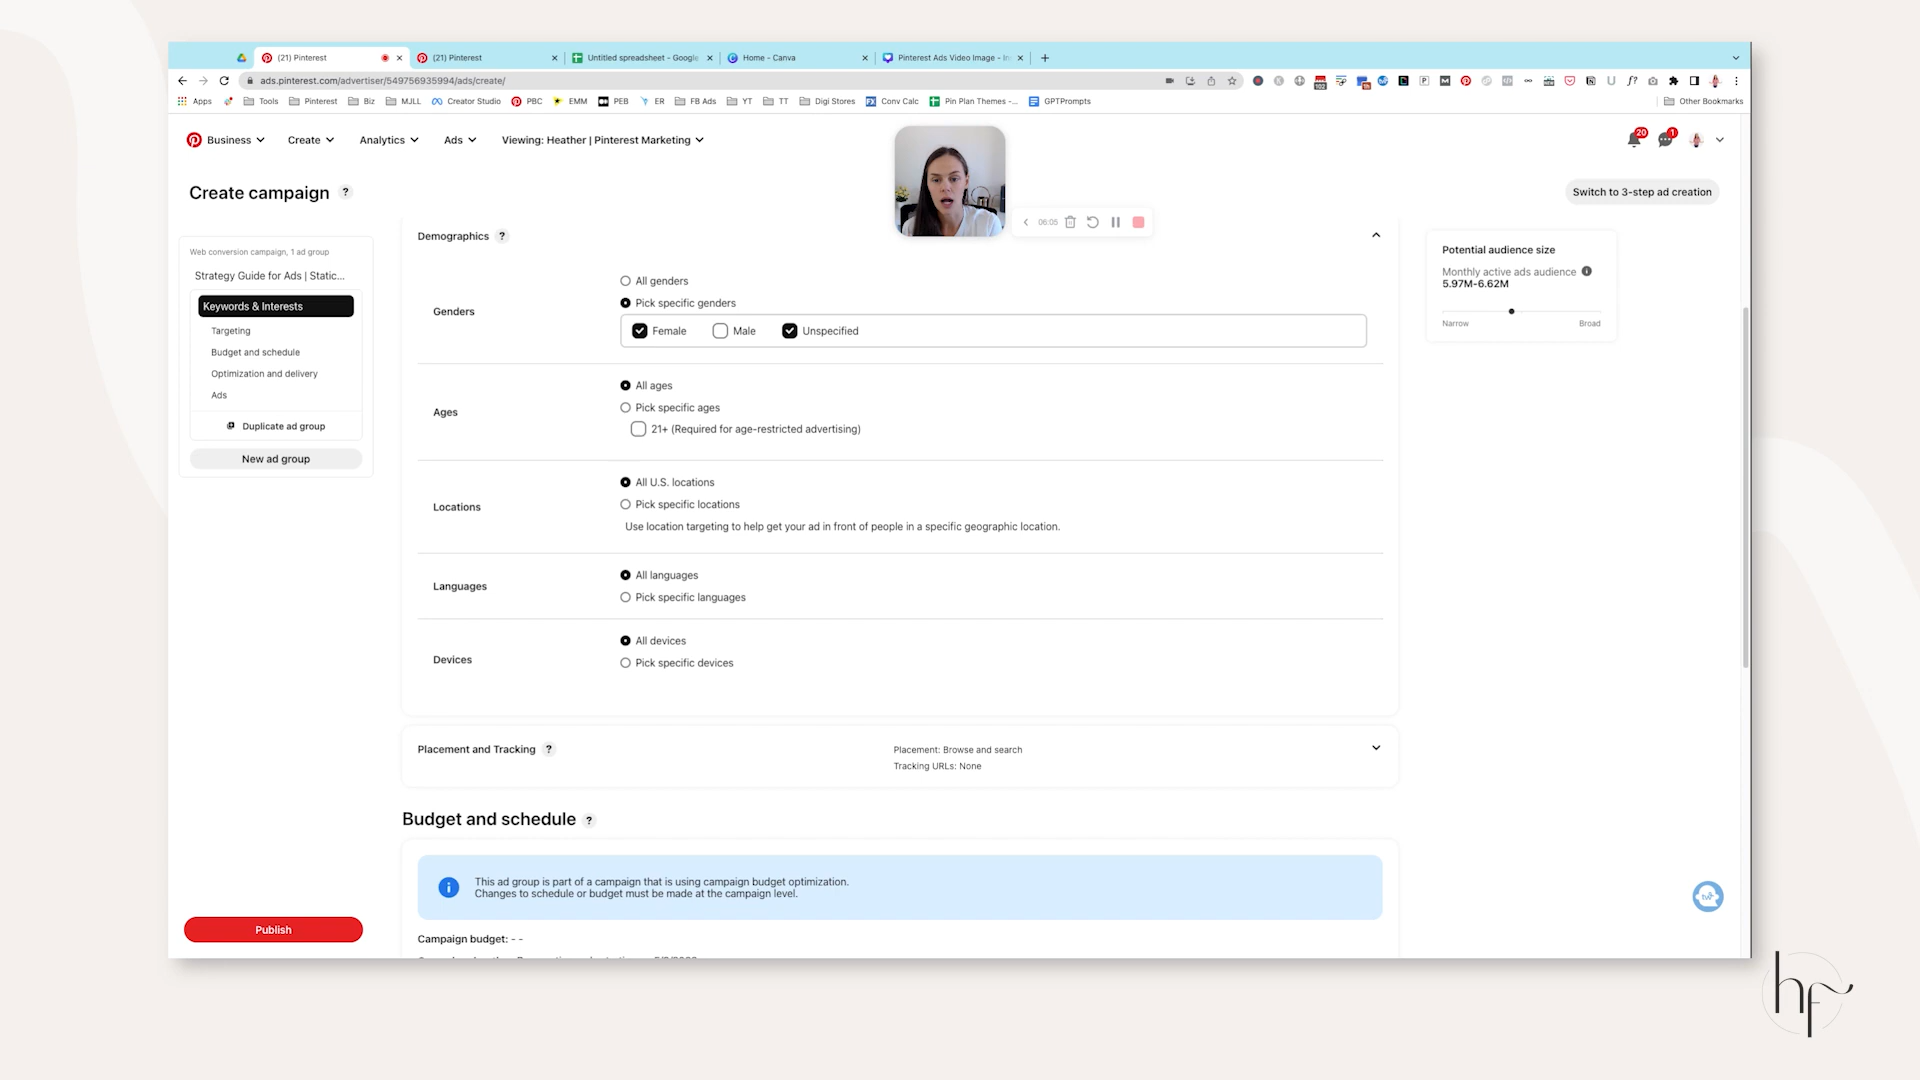 (21) Pinterest
(21) Pinterest
Untitled spreadsheet - Google
Home - Canva
Pinterest Ads Video Image - In
ads.pinterest.com/advertiser/549756935994/ads/create/
Apps
Tools
Pinterest
Biz
MJLL
Creator Studio
PBC
EMM
PEB
ER
FB Ads
YT
TT
Digi Stores
Conv Calc
Pin Plan Themes -...
GPTPrompts
Other Bookmarks
Business
Create
Analytics
Ads
Viewing: Heather | Pinterest Marketing
20
1
Create campaign ?
Switch to 3-step ad creation
06:05
Web conversion campaign, 1 ad group
Strategy Guide for Ads | Static...
Keywords & Interests
Targeting
Budget and schedule
Optimization and delivery
Ads
Duplicate ad group
New ad group
Publish
Demographics ?
Genders
All genders
Pick specific genders
Female
Male
Unspecified
Ages
All ages
Pick specific ages
21+ (Required for age-restricted advertising)
Locations
All U.S. locations
Pick specific locations
Use location targeting to help get your ad in front of people in a specific geographic location.
Languages
All languages
Pick specific languages
Devices
All devices
Pick specific devices
Placement and Tracking ?
Placement: Browse and search
Tracking URLs: None
Budget and schedule ?
This ad group is part of a campaign that is using campaign budget optimization.
Changes to schedule or budget must be made at the campaign level.
Campaign budget: - -
Potential audience size
Monthly active ads audience
5.97M-6.62M
Narrow
Broad
hf